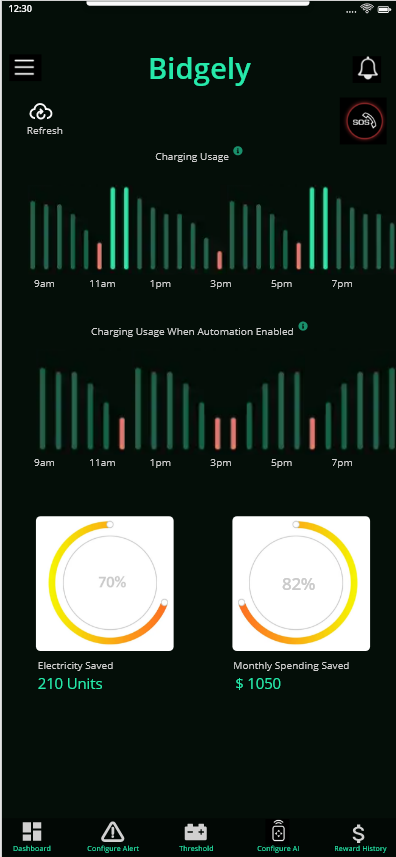 12:30
Bidgely
Refresh
SOS
Charging Usage
i
9am 11am 1pm 3pm 5pm 7pm
Charging Usage When Automation Enabled
i
9am 11am 1pm 3pm 5pm 7pm
70% 82%
Electricity Saved Monthly Spending Saved
210 Units $ 1050
Dashboard Configure Alert Threshold Configure AI Reward History